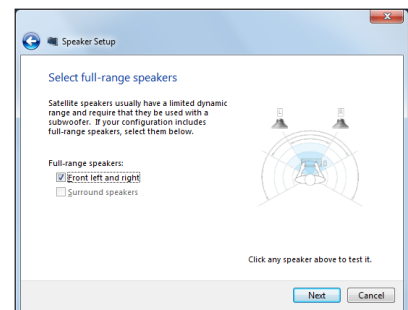 Speaker Setup
Select full-range speakers
Satellite speakers usually have a limited dynamic
range and require that they be used with a
subwoofer. If your configuration includes
full-range speakers, select them below.
Full-range speakers:
Front left and right
Surround speakers
L R
Click any speaker above to test it.
Next Cancel